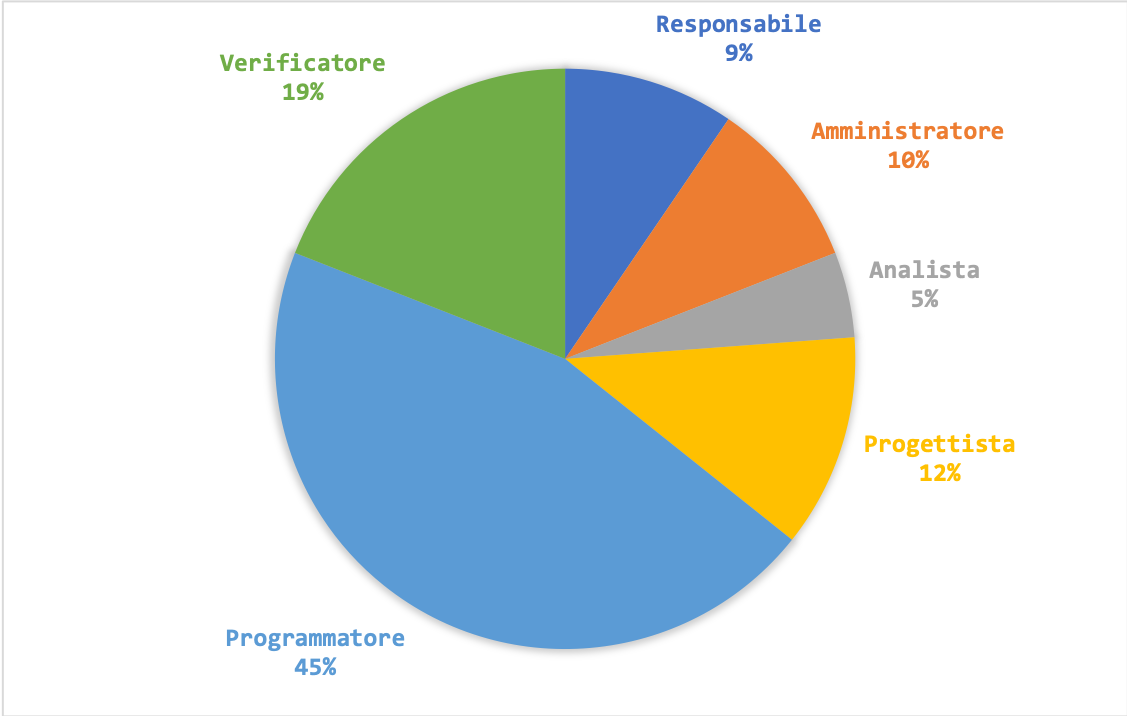 Responsabile
9%
Verificatore
19%
Amministratore
10%
Analista
5%
Progettista
12%
Programmatore
45%